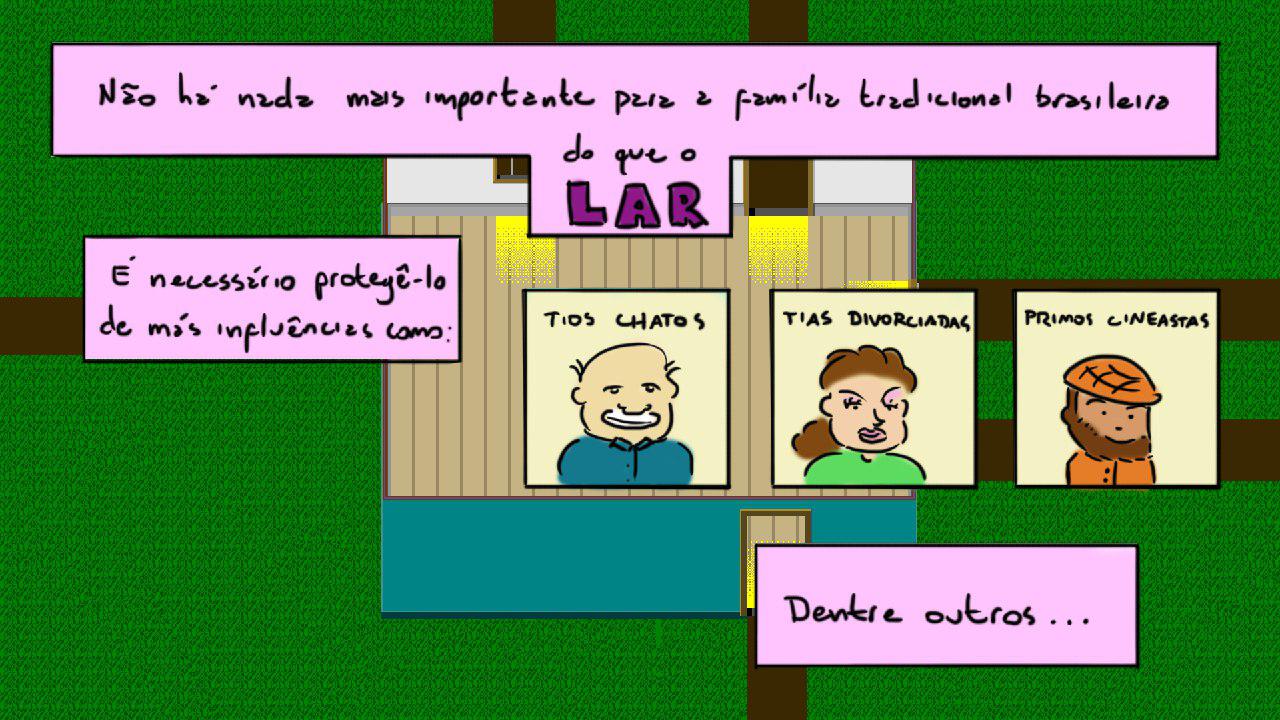 Não há nada mais importante para a família tradicional brasileira
do que o
LAR
É necessário protegê-lo
de más influências como:
TIOS CHATOS
TIAS DIVORCIADAS
PRIMOS CINEASTAS
Dentre outros...